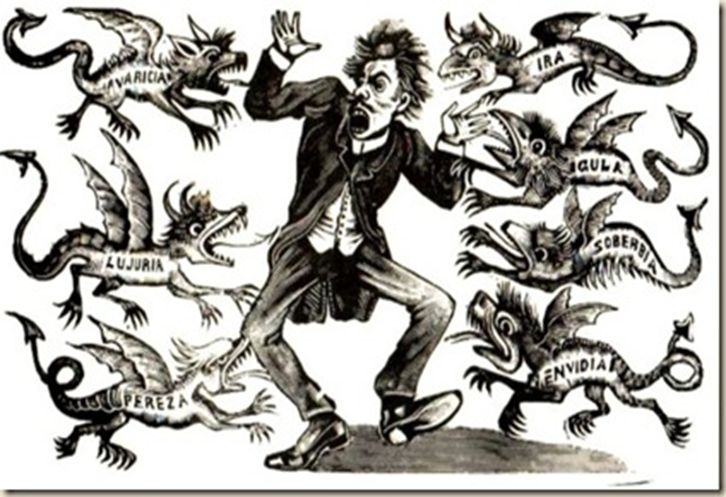 AVARICIA
IRA
GULA
LUJURIA
SOBERBIA
PEREZA
ENVIDIA